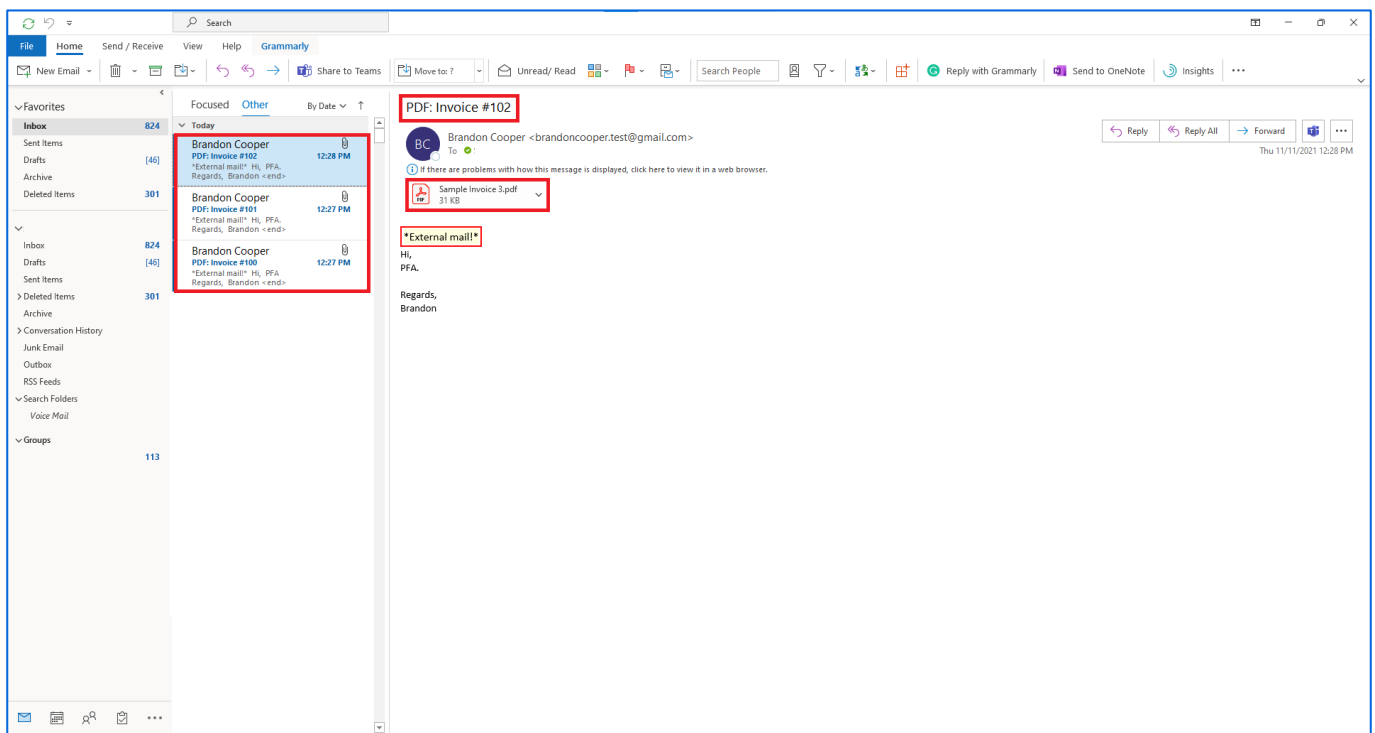 Search
File Home Send / Receive View Help Grammarly
New Email Share to Teams Move to: ? Unread/ Read Search People Reply with Grammarly Send to OneNote Insights ...
Favorites
Inbox 824
Sent Items
Drafts [46]
Archive
Deleted Items 301
Inbox 824
Drafts [46]
Sent Items
Deleted Items 301
Archive
Conversation History
Junk Email
Outbox
RSS Feeds
Search Folders
Voice Mail
Groups
113
Focused Other By Date
Today
Brandon Cooper
PDF: Invoice #102 12:28 PM
*External mail!* Hi, PFA.
Regards, Brandon <end>
Brandon Cooper
PDF: Invoice #101 12:27 PM
*External mail!* Hi, PFA.
Regards, Brandon <end>
Brandon Cooper
PDF: Invoice #100 12:27 PM
*External mail!* Hi, PFA
Regards, Brandon <end>
PDF: Invoice #102
BC
Brandon Cooper <brandoncooper.test@gmail.com>
To
Reply Reply All Forward ...
Thu 11/11/2021 12:28 PM
If there are problems with how this message is displayed, click here to view it in a web browser.
Sample Invoice 3.pdf
31 KB
*External mail!*
Hi,
PFA.
Regards,
Brandon